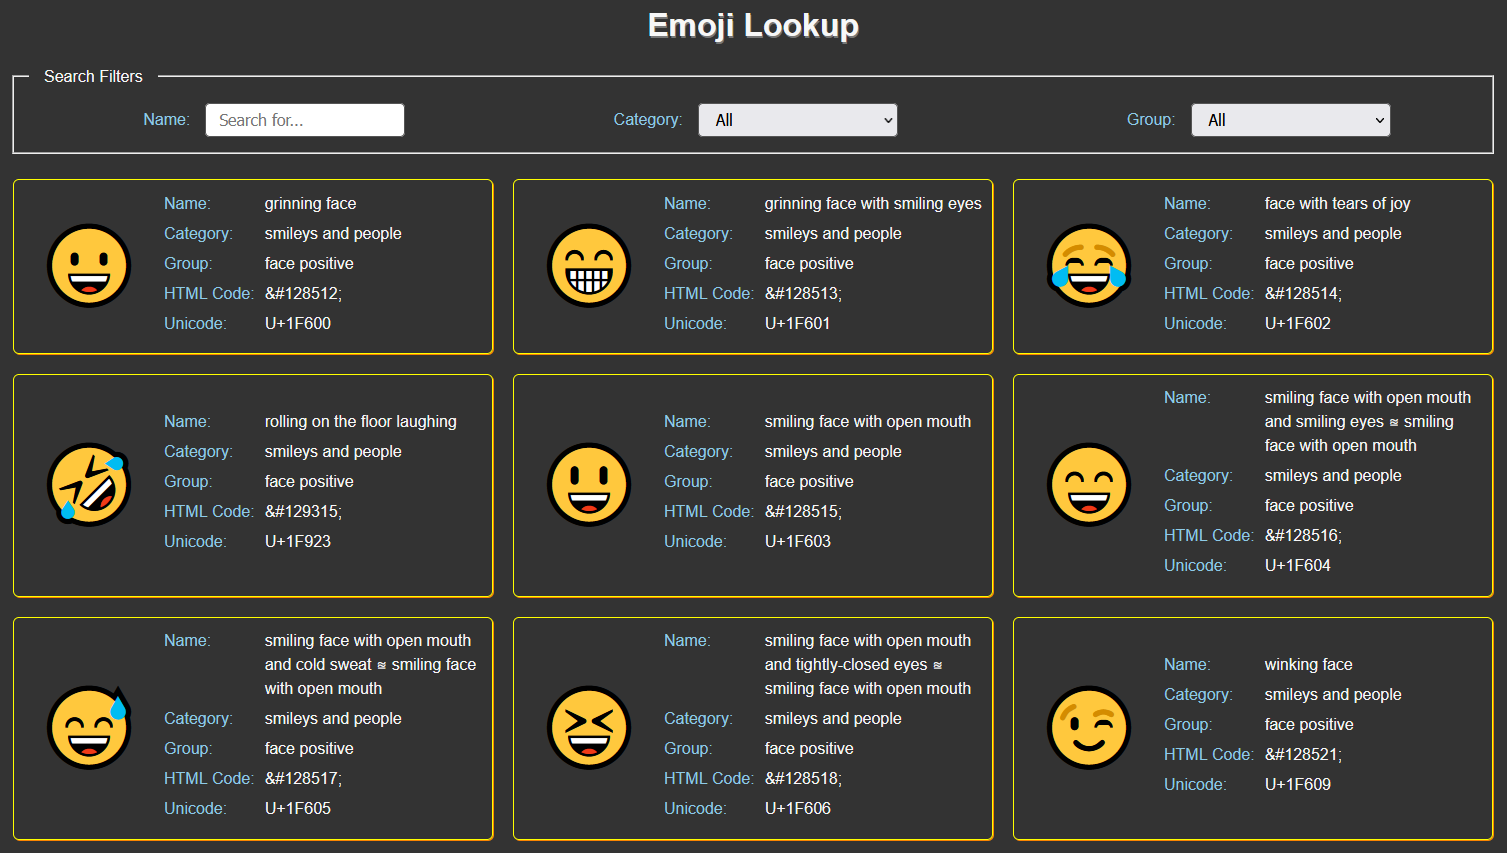 Emoji Lookup
Search Filters
Name: Search for...
Category: All
Group: All
Name: grinning face
Category: smileys and people
Group: face positive
HTML Code: &#128512;
Unicode: U+1F600
Name: grinning face with smiling eyes
Category: smileys and people
Group: face positive
HTML Code: &#128513;
Unicode: U+1F601
Name: face with tears of joy
Category: smileys and people
Group: face positive
HTML Code: &#128514;
Unicode: U+1F602
Name: rolling on the floor laughing
Category: smileys and people
Group: face positive
HTML Code: &#129315;
Unicode: U+1F923
Name: smiling face with open mouth
Category: smileys and people
Group: face positive
HTML Code: &#128515;
Unicode: U+1F603
Name: smiling face with open mouth
and smiling eyes ≊ smiling
face with open mouth
Category: smileys and people
Group: face positive
HTML Code: &#128516;
Unicode: U+1F604
Name: smiling face with open mouth
and cold sweat ≊ smiling face
with open mouth
Category: smileys and people
Group: face positive
HTML Code: &#128517;
Unicode: U+1F605
Name: smiling face with open mouth
and tightly-closed eyes ≊
smiling face with open mouth
Category: smileys and people
Group: face positive
HTML Code: &#128518;
Unicode: U+1F606
Name: winking face
Category: smileys and people
Group: face positive
HTML Code: &#128521;
Unicode: U+1F609